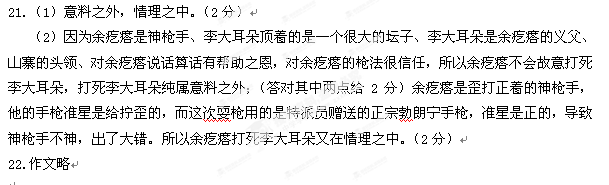 21.（1）意料之外，情理之中。（2 分）
（2）因为余疙瘩是神枪手、李大耳朵顶着的是一个很大的坛子、李大耳朵是余疙瘩的义父、
山寨的头领、对余疙瘩说话算话有帮助之恩，对余疙瘩的枪法很信任，所以余疙瘩不会故意打死
李大耳朵，打死李大耳朵纯属意料之外；（答对其中两点给 2 分）余疙瘩是歪打正着的神枪手，
他的手枪准星是给拧歪的，而这次耍枪用的是特派员赠送的正宗勃朗宁手枪，准星是正的，导致
神枪手不神，出了大错。所以余疙瘩打死李大耳朵又在情理之中。（2 分）
22.作文略